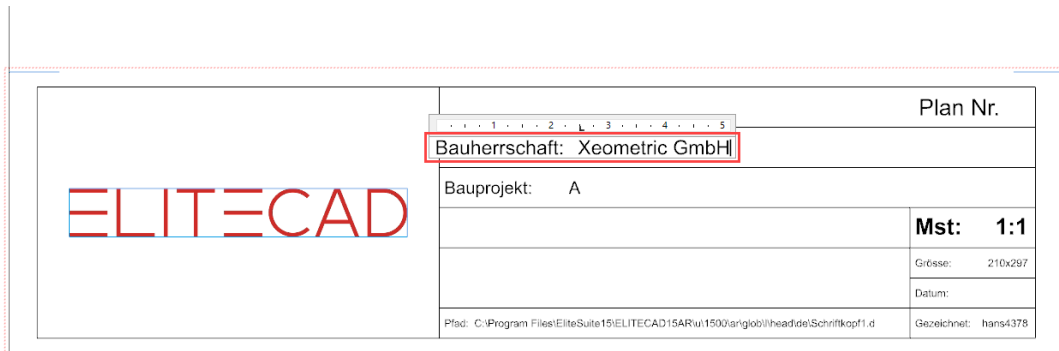 Plan Nr.
1 2 3 4 5
Bauherrschaft: Xeometric GmbH
Bauprojekt: A
ELITECAD
Mst: 1:1
Grösse: 210x297
Datum:
Pfad: C:\Program Files\EliteSuite15\ELITECAD15AR\u\1500\ar\glob\l\head\de\Schriftkopf1.d
Gezeichnet: hans4378